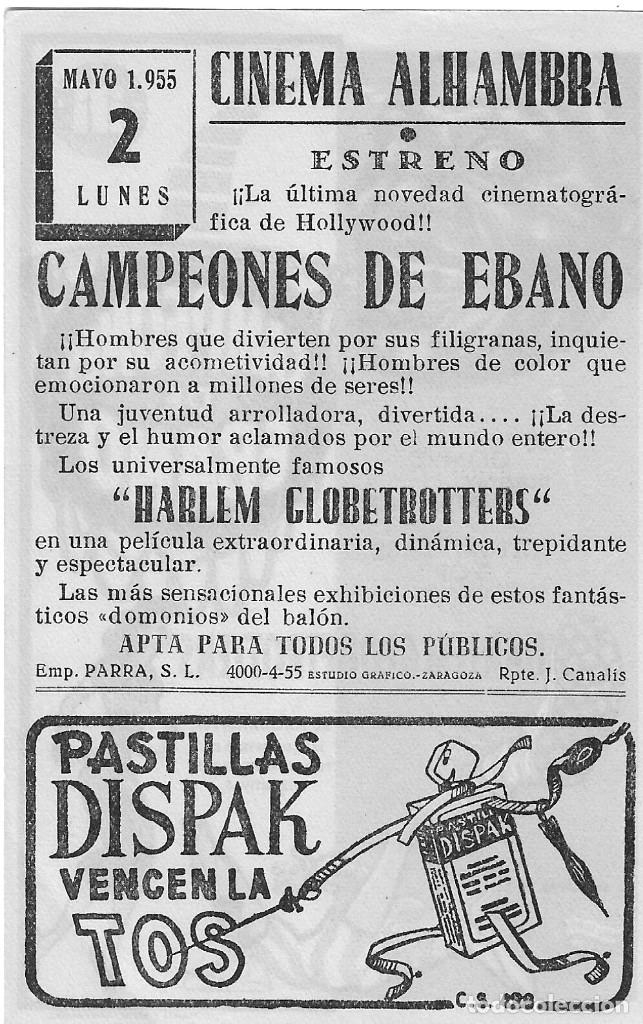 MAYO 1.955
2
LUNES
CINEMA ALHAMBRA
ESTRENO
¡¡La última novedad cinematográ-
fica de Hollywood!!
CAMPEONES DE EBANO
¡¡Hombres que divierten por sus filigranas, inquie-
tan por su acometividad!! ¡¡Hombres de color que
emocionaron a millones de seres!!
Una juventud arrolladora, divertida.... ¡¡La des-
treza y el humor aclamados por el mundo entero!!
Los universalmente famosos
“HARLEM GLOBETROTTERS“
en una película extraordinaria, dinámica, trepidante
y espectacular.
Las más sensacionales exhibiciones de estos fantás-
ticos «domonios» del balón.
APTA PARA TODOS LOS PÚBLICOS.
Emp. PARRA, S. L. 4000-4-55 ESTUDIO GRAFICO.-ZARAGOZA Rpte. J. Canalís
PASTILLAS
DISPAK
VENCEN LA
TOS
PASTILL
DISPAK
C.S.
todocoleccion